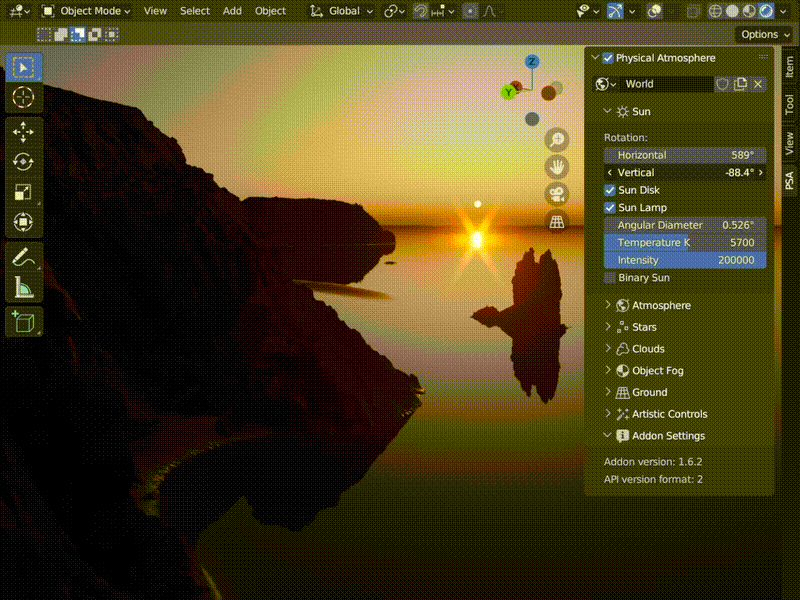 Object Mode View Select Add Object Global
Options
Physical Atmosphere
World
Sun
Rotation:
Horizontal 589°
Vertical -88.4°
Sun Disk
Sun Lamp
Angular Diameter 0.526°
Temperature K 5700
Intensity 200000
Binary Sun
Atmosphere
Stars
Clouds
Object Fog
Ground
Artistic Controls
Addon Settings
Addon version: 1.6.2
API version format: 2
Z
Y
Item
Tool
View
PSA